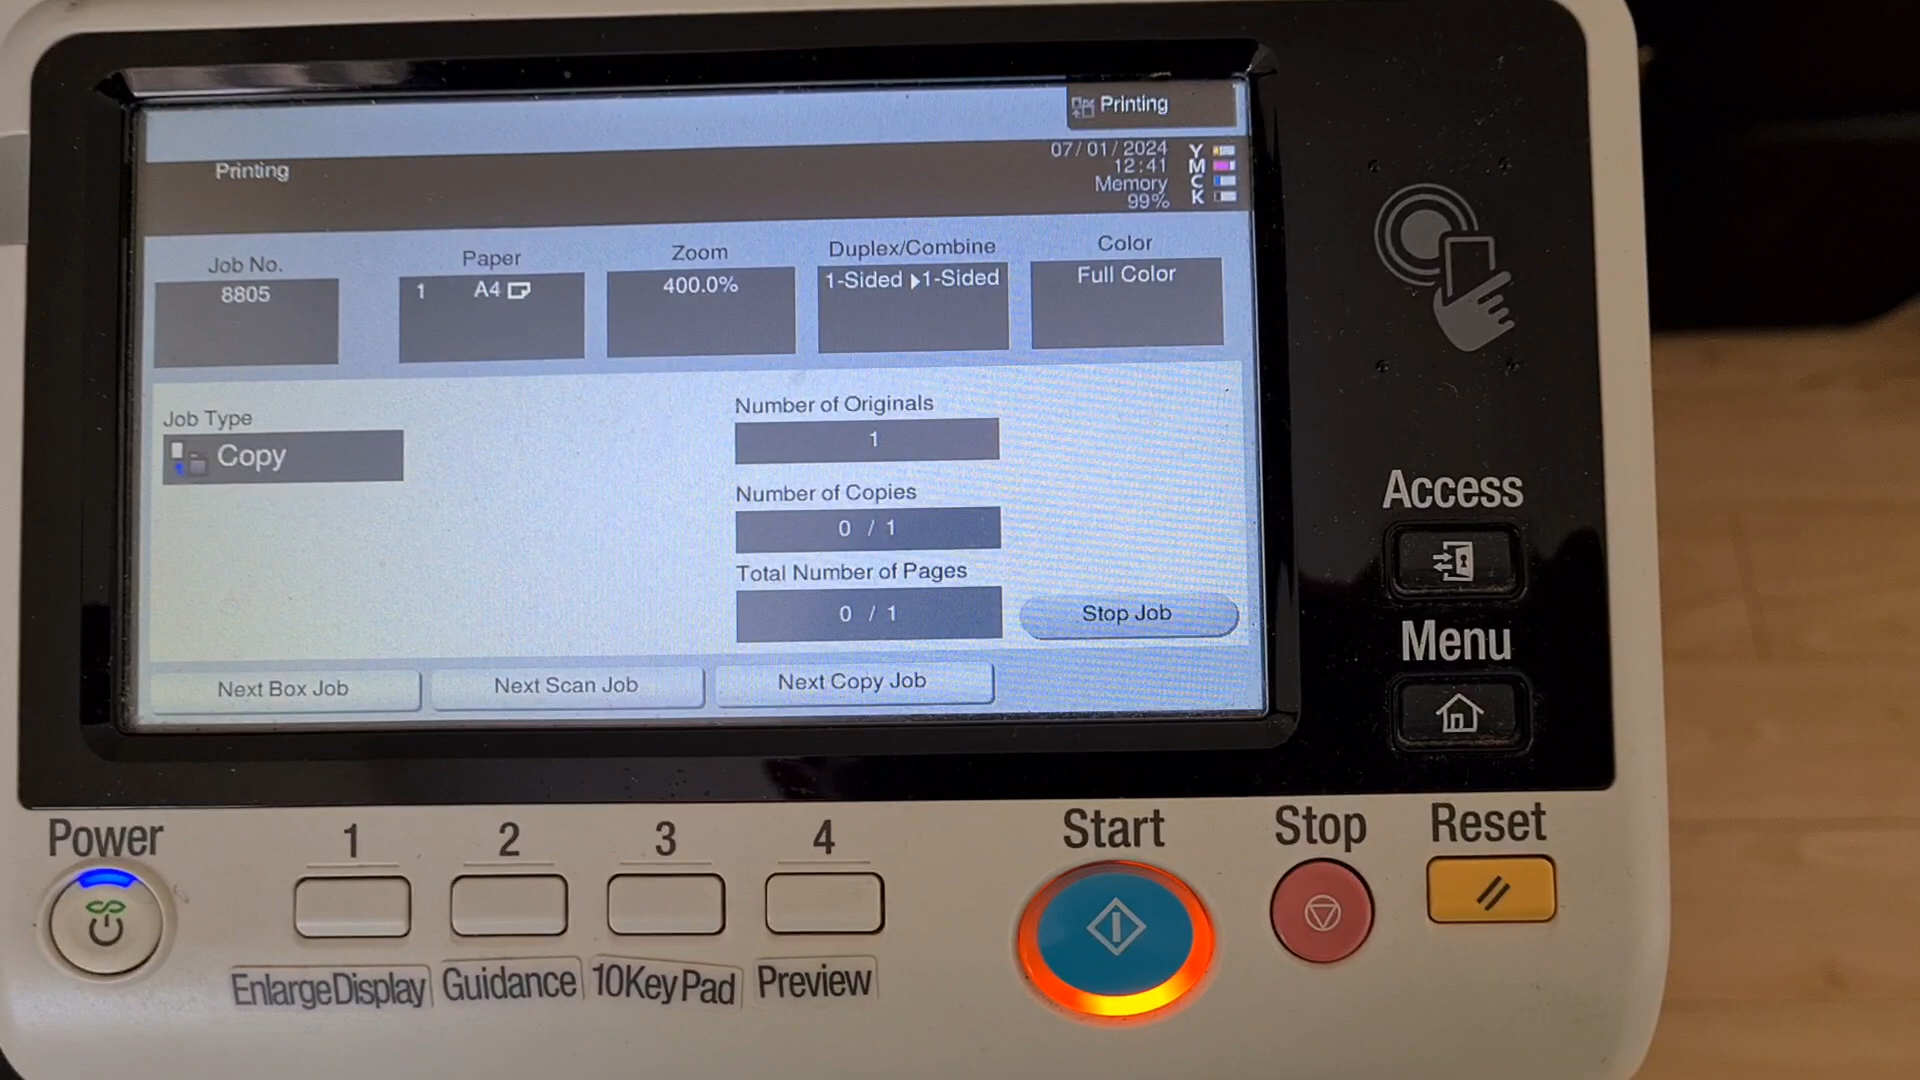 Printing
Printing
07/01/2024
12:41
Memory
99%
Y
M
C
K
Job No.
8805
Paper
1 A4
Zoom
400.0%
Duplex/Combine
1-Sided ▶1-Sided
Color
Full Color
Job Type
Copy
Number of Originals
1
Number of Copies
0 / 1
Total Number of Pages
0 / 1
Stop Job
Next Box Job
Next Scan Job
Next Copy Job
Access
Menu
Power
1
2
3
4
Start
Stop
Reset
EnlargeDisplay
Guidance
10KeyPad
Preview